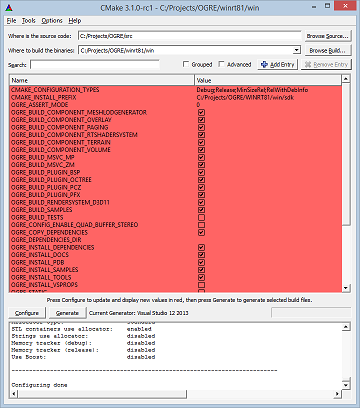 CMake 3.1.0-rc1 - C:/Projects/OGRE/winrt81/win
File Tools Options Help
Where is the source code: C:/Projects/OGRE/src Browse Source...
Where to build the binaries: C:/Projects/OGRE/winrt81/win Browse Build...
Search: Grouped Advanced Add Entry Remove Entry
Name Value
CMAKE_CONFIGURATION_TYPES Debug;Release;MinSizeRel;RelWithDebInfo
CMAKE_INSTALL_PREFIX C:/Projects/OGRE/WINRT81/win/sdk
OGRE_ASSERT_MODE 0
OGRE_BUILD_COMPONENT_MESHLODGENERATOR
OGRE_BUILD_COMPONENT_OVERLAY
OGRE_BUILD_COMPONENT_PAGING
OGRE_BUILD_COMPONENT_RTSHADERSYSTEM
OGRE_BUILD_COMPONENT_TERRAIN
OGRE_BUILD_COMPONENT_VOLUME
OGRE_BUILD_MSVC_MP
OGRE_BUILD_MSVC_ZM
OGRE_BUILD_PLUGIN_BSP
OGRE_BUILD_PLUGIN_OCTREE
OGRE_BUILD_PLUGIN_PCZ
OGRE_BUILD_PLUGIN_PFX
OGRE_BUILD_RENDERSYSTEM_D3D11
OGRE_BUILD_SAMPLES
OGRE_BUILD_TESTS
OGRE_CONFIG_ENABLE_QUAD_BUFFER_STEREO
OGRE_COPY_DEPENDENCIES
OGRE_DEPENDENCIES_DIR
OGRE_INSTALL_DEPENDENCIES
OGRE_INSTALL_DOCS
OGRE_INSTALL_PDB
OGRE_INSTALL_SAMPLES
OGRE_INSTALL_TOOLS
OGRE_INSTALL_VSPROPS
OGRE_STATIC
Press Configure to update and display new values in red, then press Generate to generate selected build files.
Configure Generate Current Generator: Visual Studio 12 2013
STL containers use allocator: enabled
Strings use allocator: disabled
Memory tracker (debug): disabled
Memory tracker (release): disabled
Use Boost: disabled
Configuring done